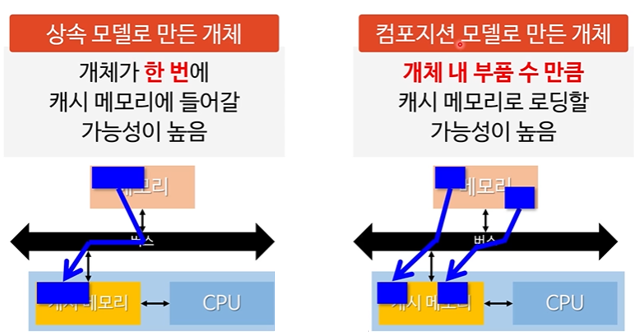 상속 모델로 만든 개체
개체가 한 번에
캐시 메모리에 들어갈
가능성이 높음
메모리
버스
캐시 메모리
CPU
컴포지션 모델로 만든 개체
개체 내 부품 수 만큼
캐시 메모리로 로딩할
가능성이 높음
메모리
버스
캐시 메모리
CPU